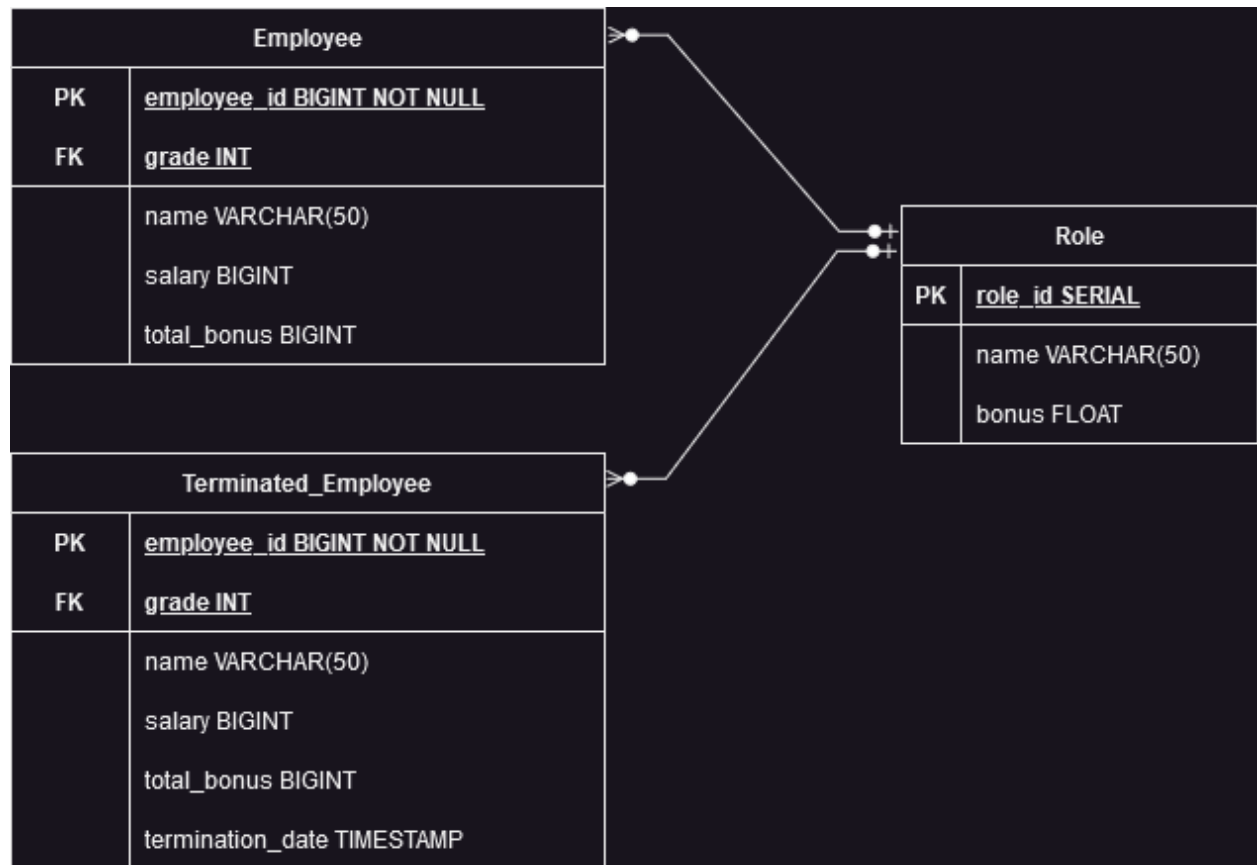 Employee
PK employee_id BIGINT NOT NULL
FK grade INT
name VARCHAR(50)
salary BIGINT
total_bonus BIGINT
Role
PK role_id SERIAL
name VARCHAR(50)
bonus FLOAT
Terminated_Employee
PK employee_id BIGINT NOT NULL
FK grade INT
name VARCHAR(50)
salary BIGINT
total_bonus BIGINT
termination_date TIMESTAMP